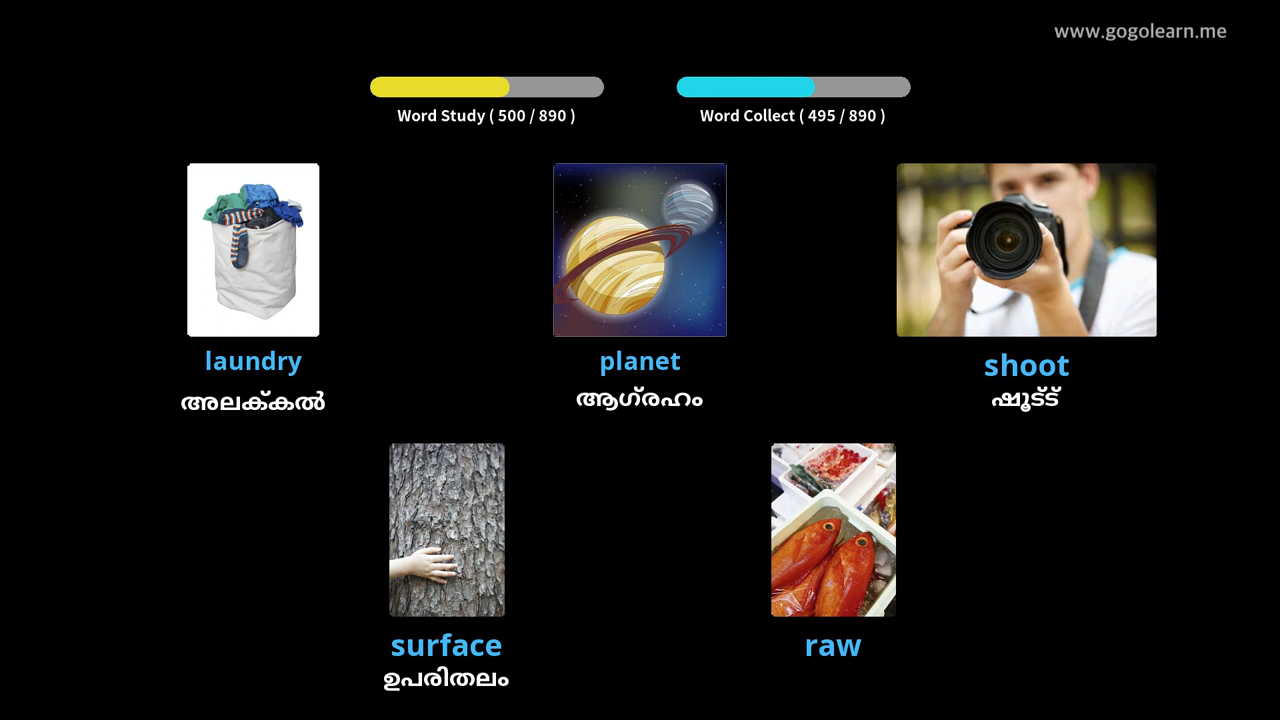 www.gogolearn.me
Word Study ( 500 / 890 )
Word Collect ( 495 / 890 )
laundry
planet
shoot
അലക്കൽ
ആഗ്രഹം
ഷൂട്ട്
surface
raw
ഉപരിതലം